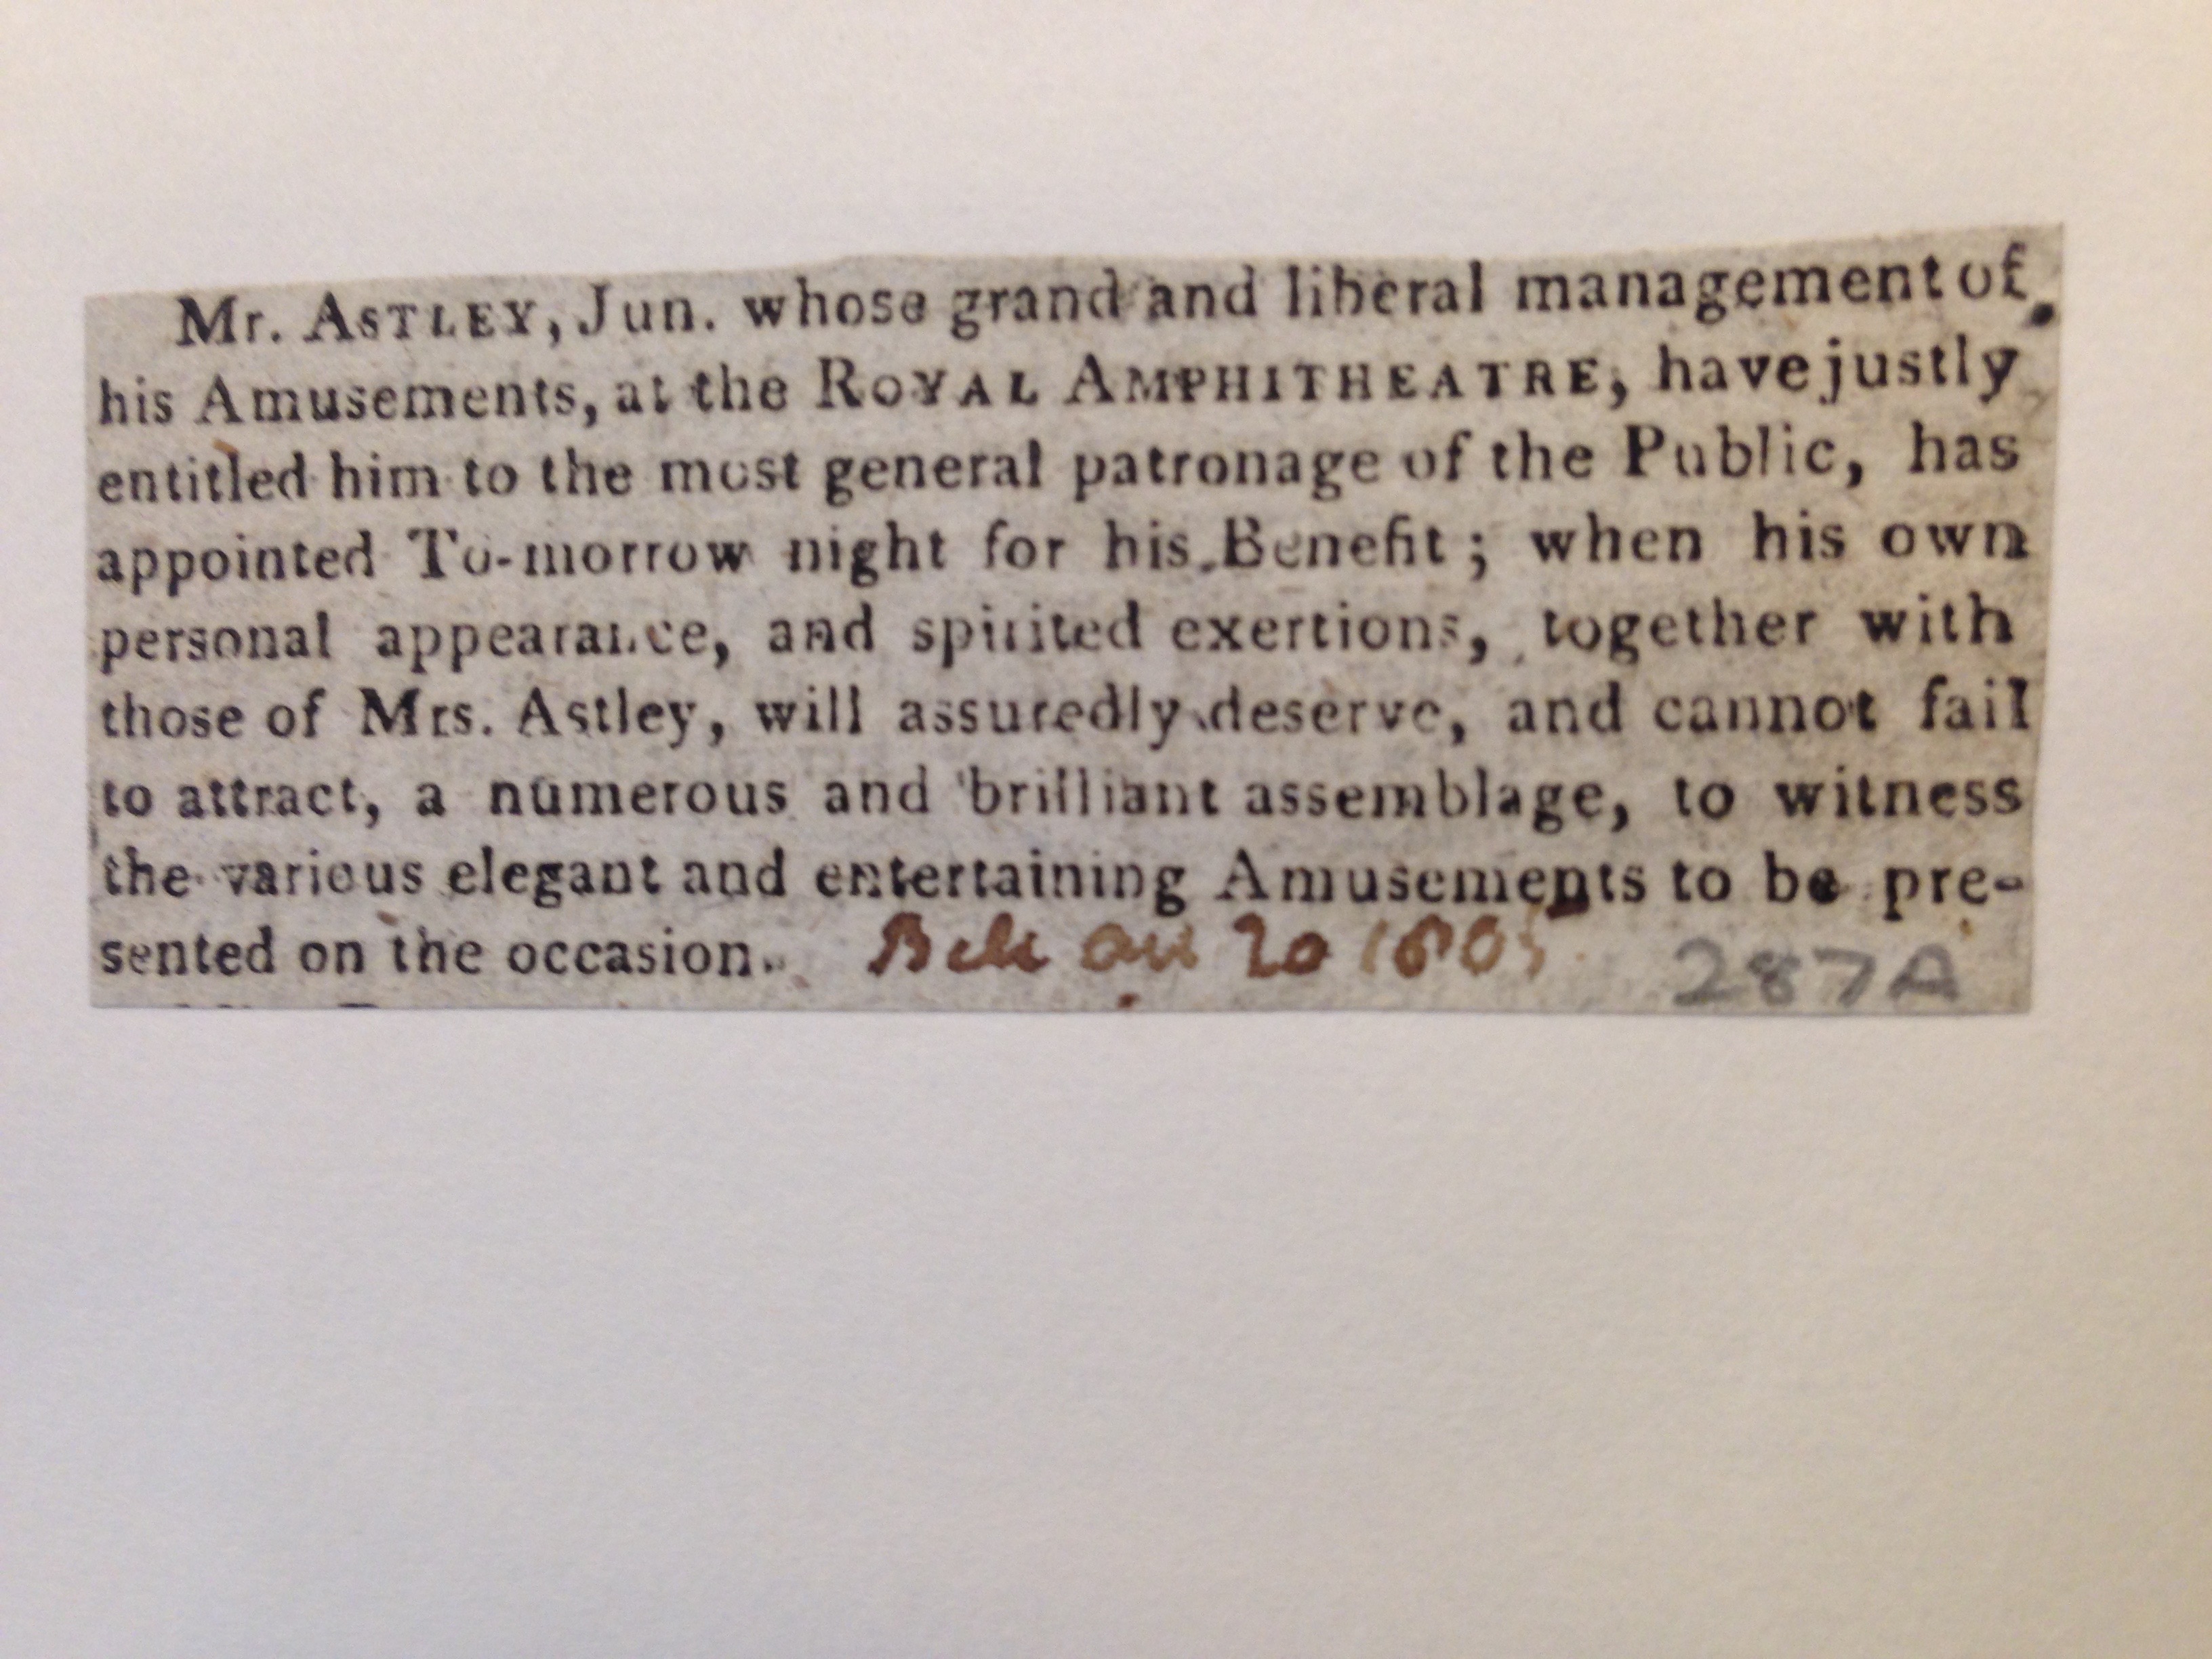 Mr. ASTLEY, Jun. whose grand and liberal management of
his Amusements, at the ROYAL AMPHITHEATRE, have justly
entitled him to the most general patronage of the Public, has
appointed To-morrow night for his Benefit; when his own
personal appearance, and spirited exertions, together with
those of Mrs. Astley, will assuredly deserve, and cannot fail
to attract, a numerous and brilliant assemblage, to witness
the various elegant and entertaining Amusements to be pre-
sented on the occasion. 20 1805
287A